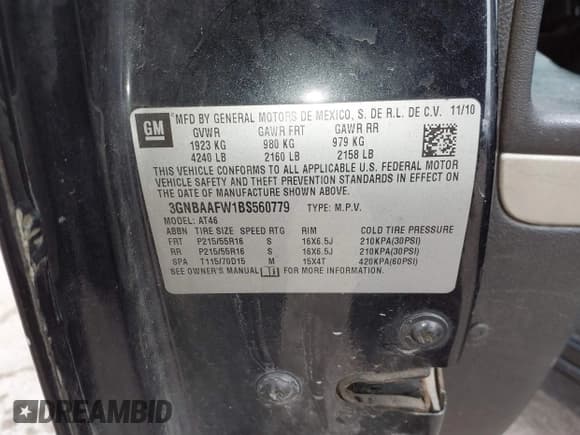 GM
MFD BY GENERAL MOTORS DE MEXICO, S. DE R.L. DE C.V. 11/10
GVWR GAWR FRT GAWR RR
1923 KG 980 KG 979 KG
4240 LB 2160 LB 2158 LB
THIS VEHICLE CONFORMS TO ALL APPLICABLE U.S. FEDERAL MOTOR
VEHICLE SAFETY AND THEFT PREVENTION STANDARDS IN EFFECT ON
THE DATE OF MANUFACTURE SHOWN ABOVE.
3GNBAAFW1BS560779 TYPE: M.P.V.
MODEL: AT46
ABBN TIRE SIZE SPEED RTG RIM COLD TIRE PRESSURE
FRT P215/55R16 S 16X6.5J 210KPA(30PSI)
RR P215/55R16 S 16X6.5J 210KPA(30PSI)
SPA T115/70D15 M 15X4T 420KPA(60PSI)
SEE OWNER'S MANUAL FOR MORE INFORMATION.
DREAMBID